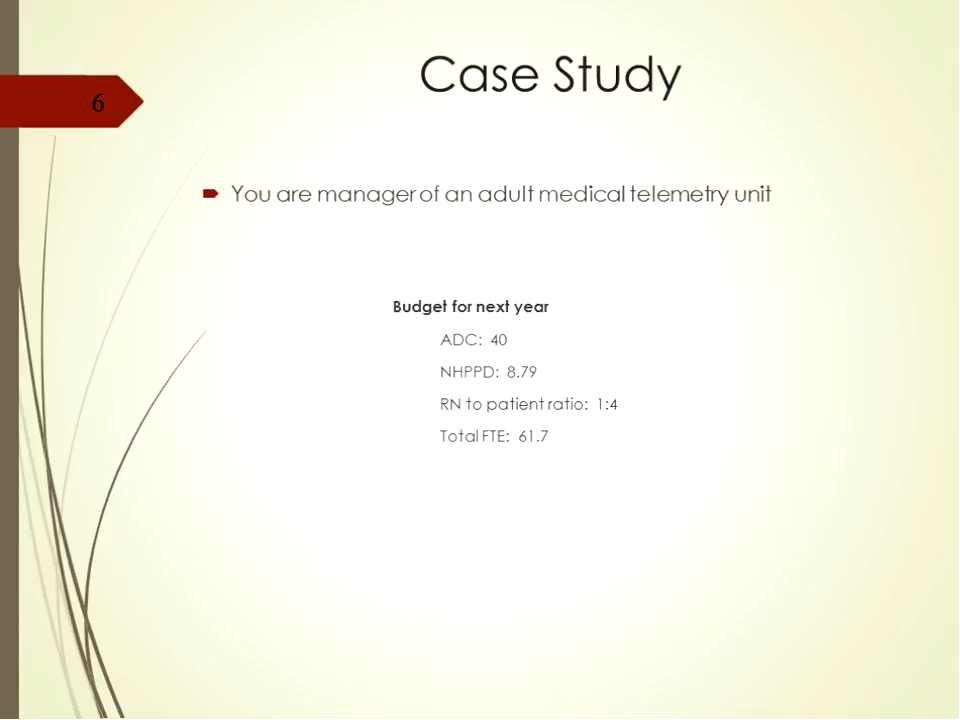 Case Study
6
You are manager of an adult medical telemetry unit
Budget for next year
ADC: 40
NHPPD: 8.79
RN to patient ratio: 1:4
Total FTE: 61.7